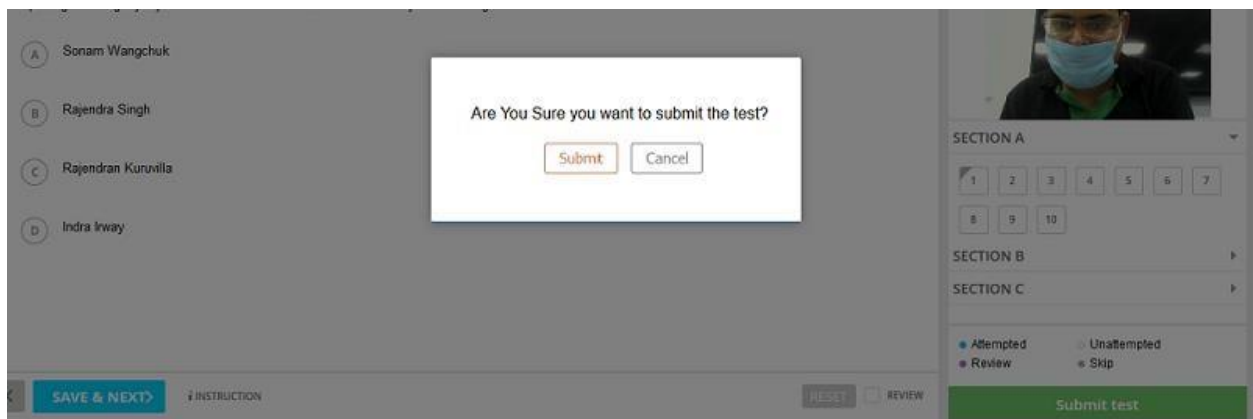 A Sonam Wangchuk
B Rajendra Singh
C Rajendran Kuruvilla
D Indra Irway
Are You Sure you want to submit the test?
Submit Cancel
SECTION A
1 2 3 4 5 6 7
8 9 10
SECTION B
SECTION C
Attempted Unattempted
Review Skip
SAVE & NEXT
i INSTRUCTION
RESET REVIEW
Submit test